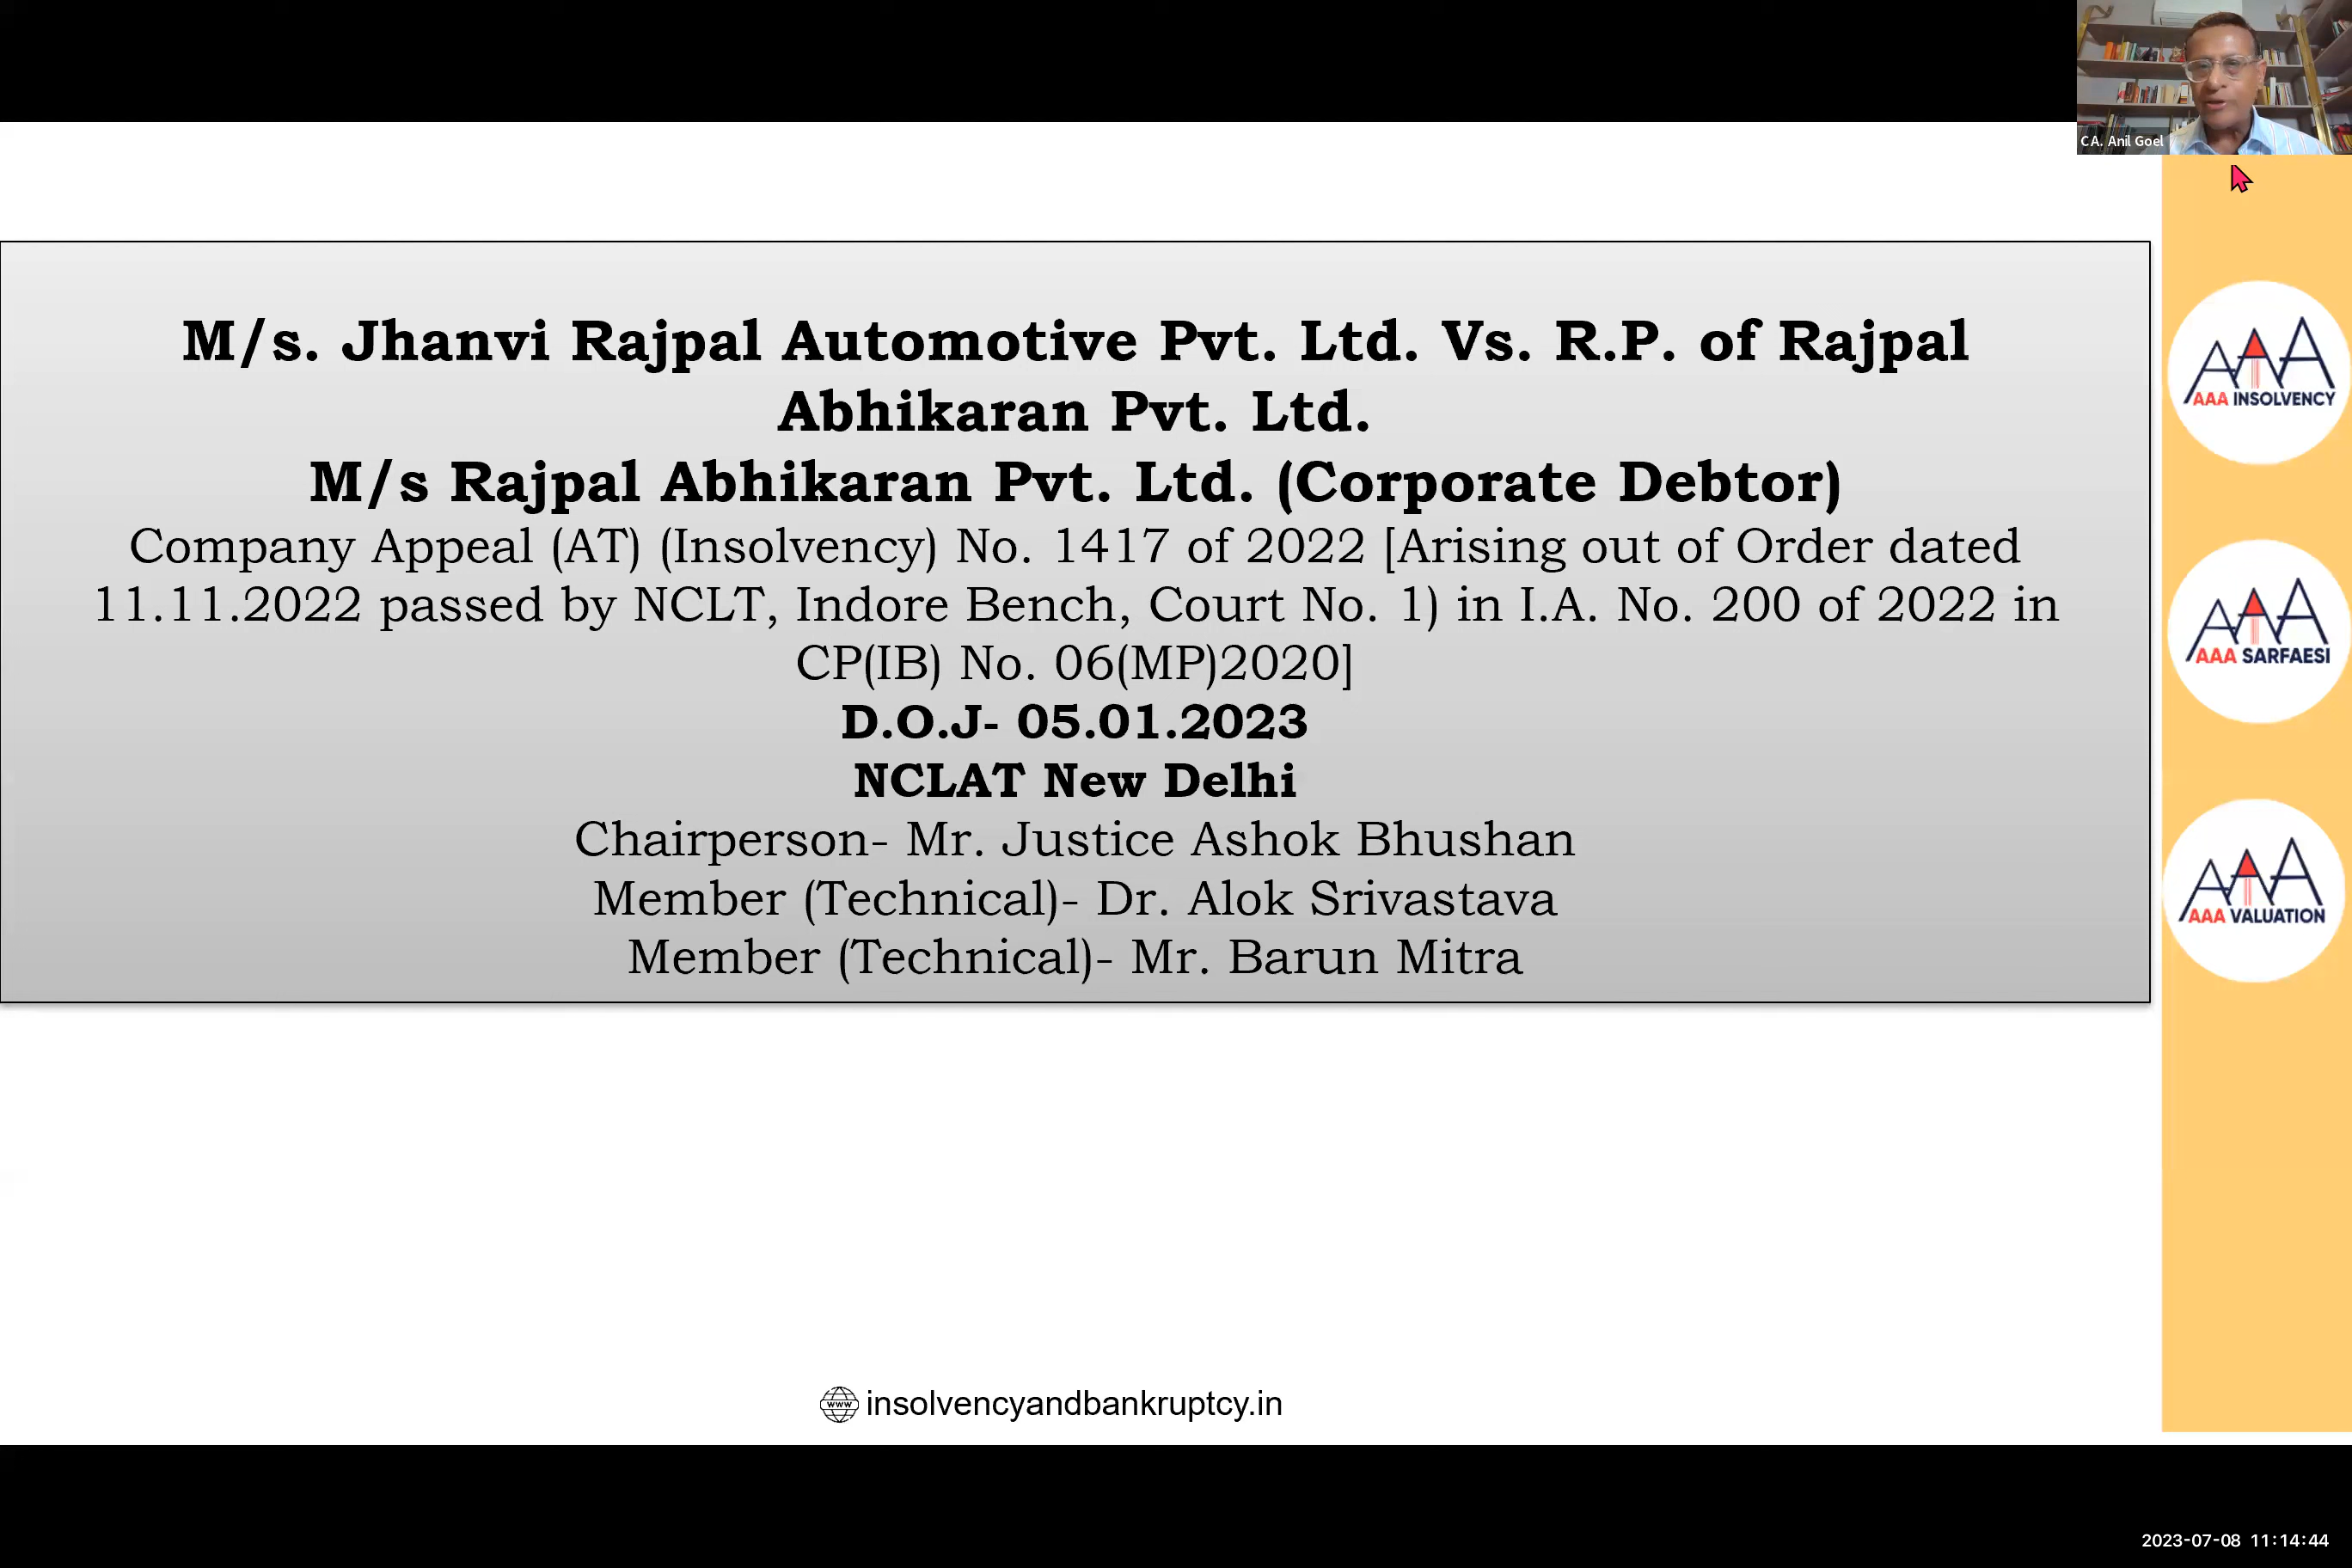 CA. Anil Goel
M/s. Jhanvi Rajpal Automotive Pvt. Ltd. Vs. R.P. of Rajpal
Abhikaran Pvt. Ltd.
M/s Rajpal Abhikaran Pvt. Ltd. (Corporate Debtor)
Company Appeal (AT) (Insolvency) No. 1417 of 2022 [Arising out of Order dated
11.11.2022 passed by NCLT, Indore Bench, Court No. 1) in I.A. No. 200 of 2022 in
CP(IB) No. 06(MP)2020]
D.O.J- 05.01.2023
NCLAT New Delhi
Chairperson- Mr. Justice Ashok Bhushan
Member (Technical)- Dr. Alok Srivastava
Member (Technical)- Mr. Barun Mitra
AAA
AAA INSOLVENCY
AAA
AAA SARFAESI
AAA
AAA VALUATION
www insolvencyandbankruptcy.in
2023-07-08 11:14:44